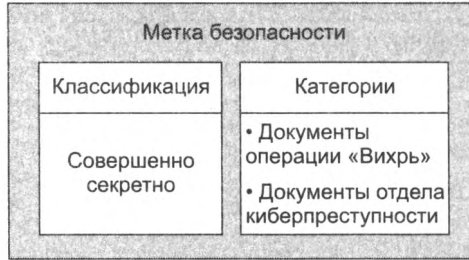 Метка безопасности
Классификация
Совершенно
секретно
Категории
• Документы
операции «Вихрь»
• Документы отдела
киберпреступности